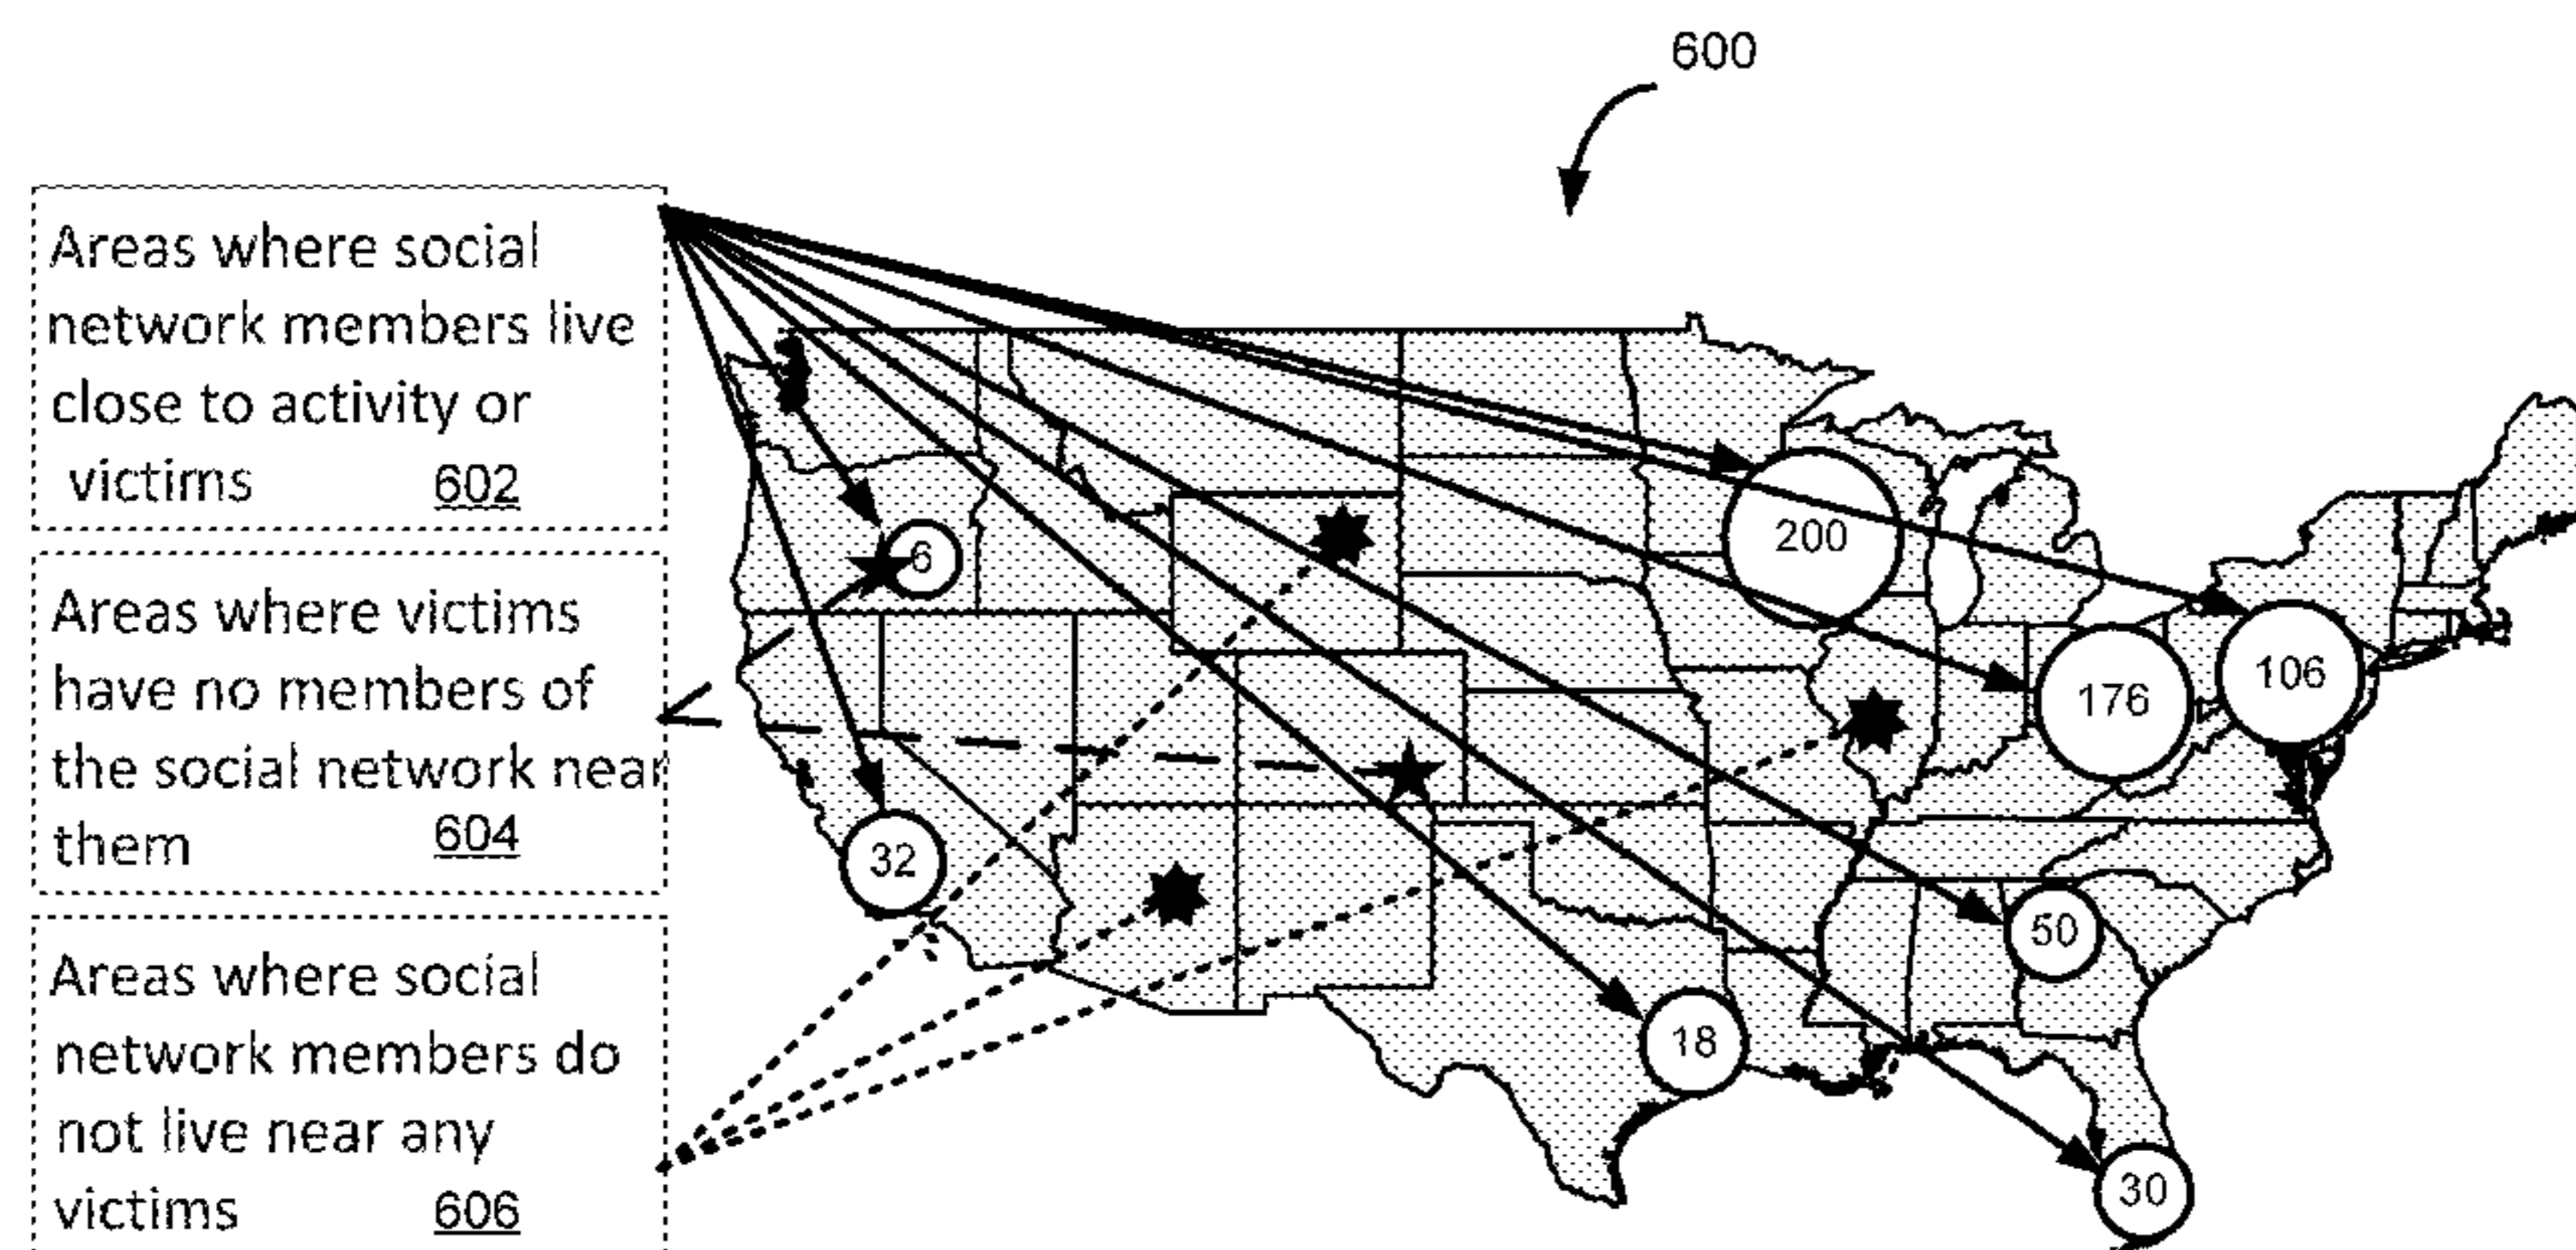 600
Areas where social
network members live
close to activity or
victims 602
Areas where victims
have no members of
the social network near
them 604
Areas where social
network members do
not live near any
victims 606
200
6
106
176
32
50
18
30